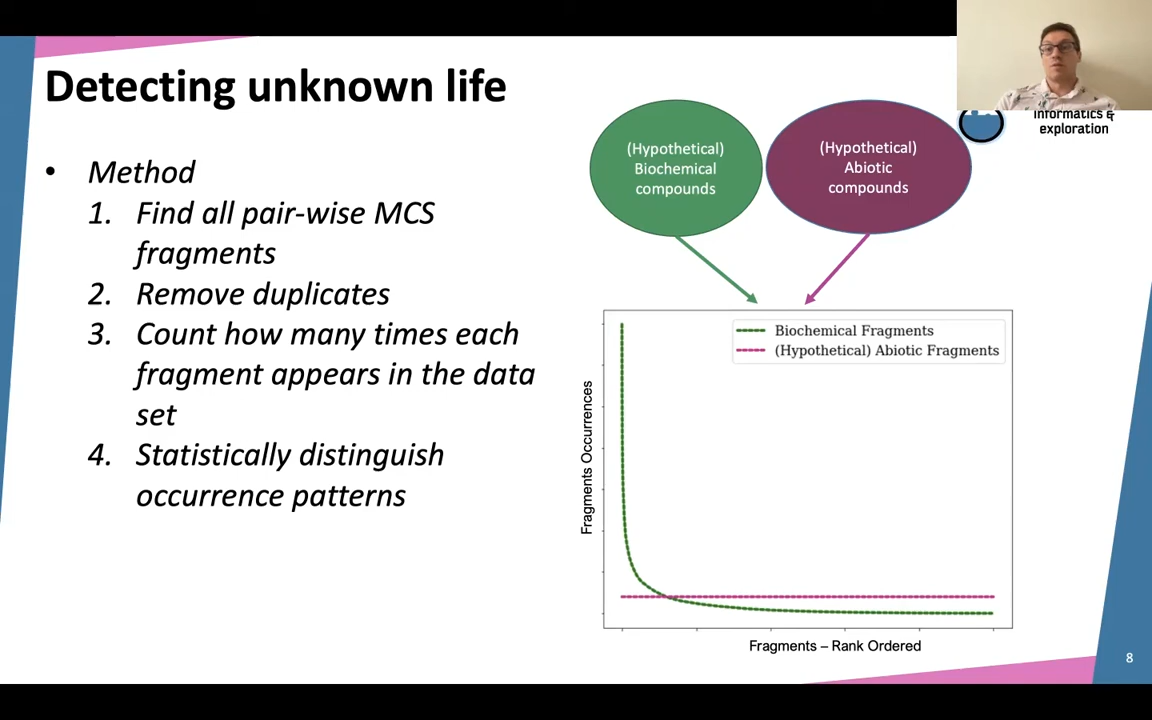 Detecting unknown life
• Method
1. Find all pair-wise MCS
fragments
2. Remove duplicates
3. Count how many times each
fragment appears in the data
set
4. Statistically distinguish
occurrence patterns
(Hypothetical)
Biochemical
compounds
(Hypothetical)
Abiotic
compounds
informatics &
exploration
Biochemical Fragments
(Hypothetical) Abiotic Fragments
Fragments Occurrences
Fragments – Rank Ordered
8